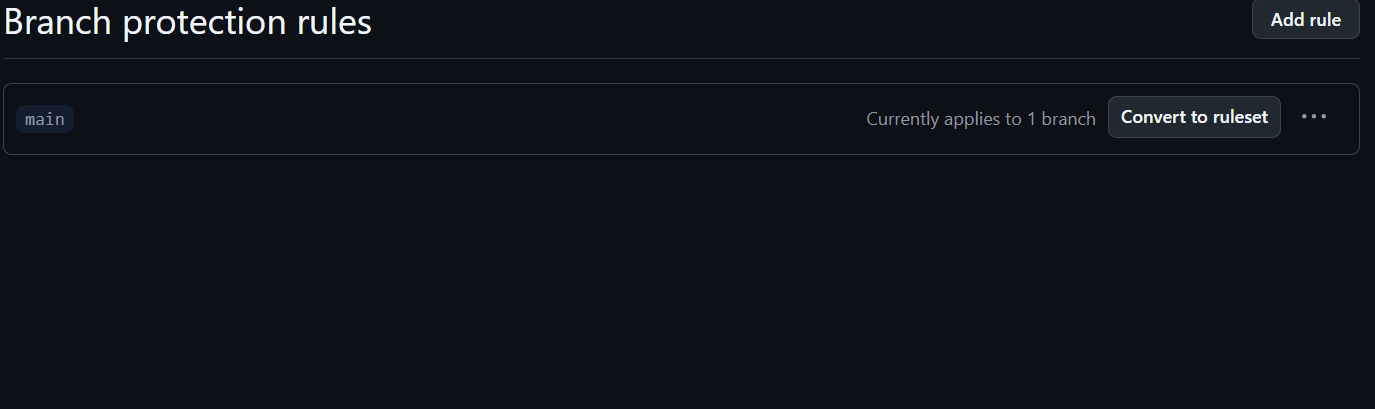 Branch protection rules
Add rule
main
Currently applies to 1 branch
Convert to ruleset